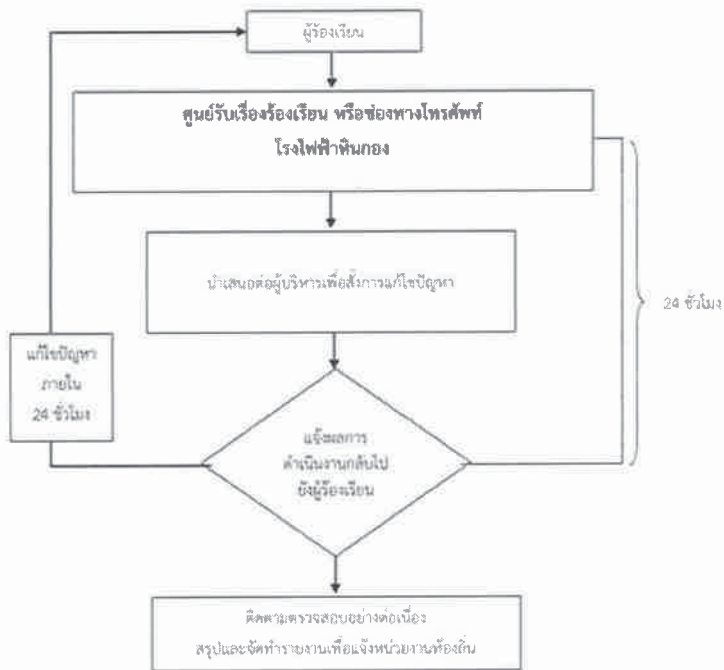 ผู้ร้องเรียน
ศูนย์รับเรื่องร้องเรียน หรือช่องทางโทรศัพท์
โรงไฟฟ้าหินกอง
นำเสนอต่อผู้บริหารเพื่อสั่งการแก้ไขปัญหา
24 ชั่วโมง
แก้ไขปัญหา
ภายใน
24 ชั่วโมง
แจ้งผลการ
ดำเนินงานกลับไป
ยังผู้ร้องเรียน
ติดตามตรวจสอบอย่างต่อเนื่อง
สรุปและจัดทำรายงานเพื่อแจ้งหน่วยงานท้องถิ่น